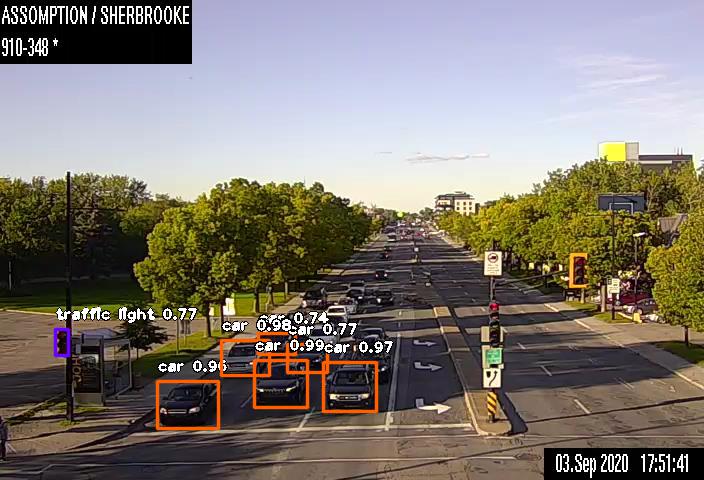 ASSOMPTION / SHERBROOKE
910-348 *
traffic light 0.77
car 0.74
car 0.98
car 0.77
car 0.99
car 0.97
car 0.96
03.Sep 2020 17:51:41